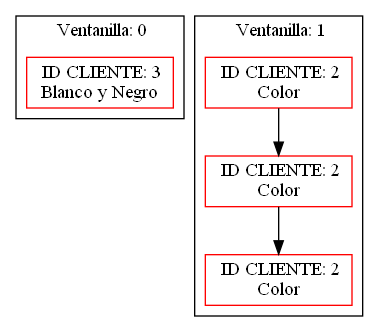 Ventanilla: 0
ID CLIENTE: 3
Blanco y Negro
Ventanilla: 1
ID CLIENTE: 2
Color
ID CLIENTE: 2
Color
ID CLIENTE: 2
Color